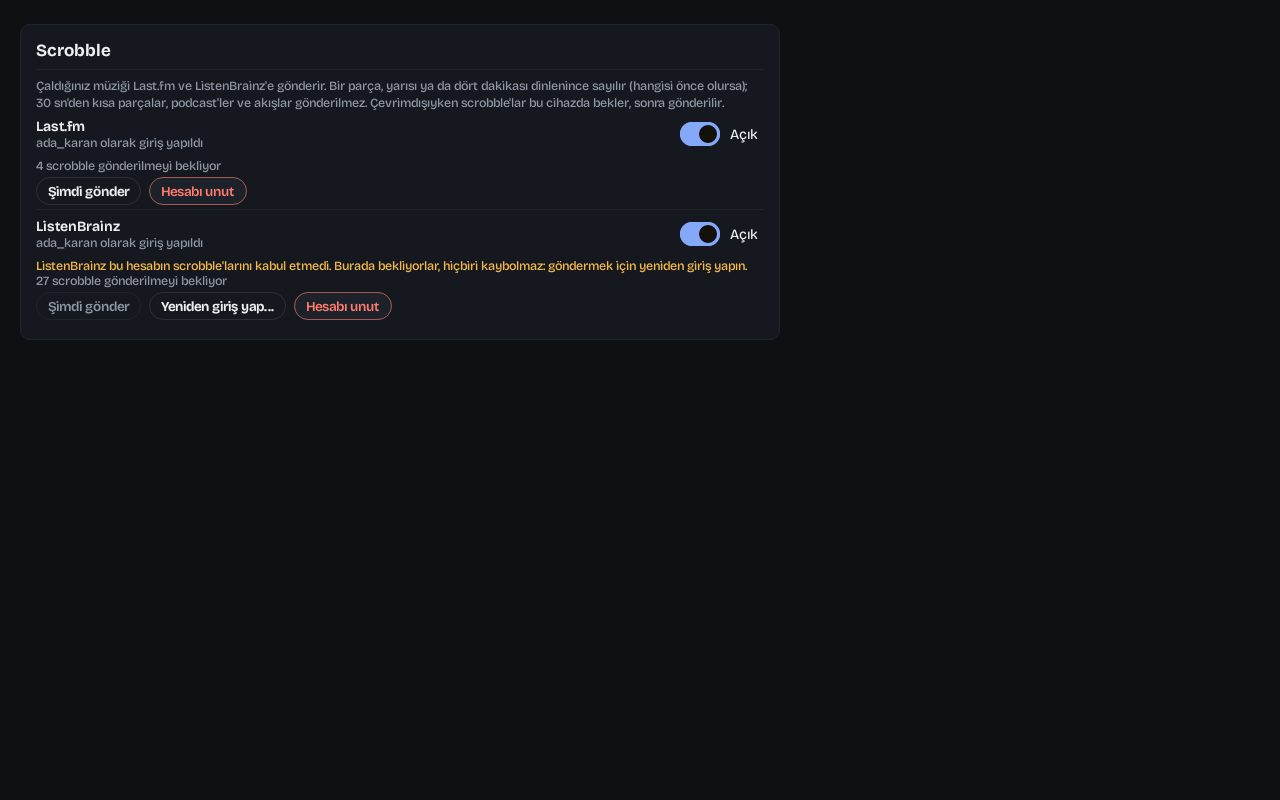 Scrobble
Çaldığınız müziği Last.fm ve ListenBrainz'e gönderir. Bir parça, yarısı ya da dört dakikası dinlenince sayılır (hangisi önce olursa);
30 sn'den kısa parçalar, podcast'ler ve akışlar gönderilmez. Çevrimdışıyken scrobble'lar bu cihazda bekler, sonra gönderilir.
Last.fm
ada_karan olarak giriş yapıldı
Açık
4 scrobble gönderilmeyi bekliyor
Şimdi gönder
Hesabı unut
ListenBrainz
ada_karan olarak giriş yapıldı
Açık
ListenBrainz bu hesabın scrobble'larını kabul etmedi. Burada bekliyorlar, hiçbiri kaybolmaz: göndermek için yeniden giriş yapın.
27 scrobble gönderilmeyi bekliyor
Şimdi gönder
Yeniden giriş yap...
Hesabı unut